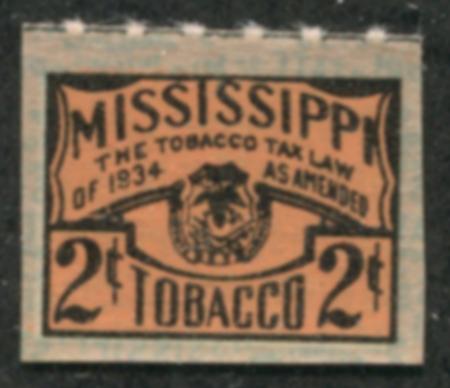 MISSISSIPPI
THE TOBACCO TAX LAW
OF 1934 AS AMENDED
2¢ TOBACCO 2¢